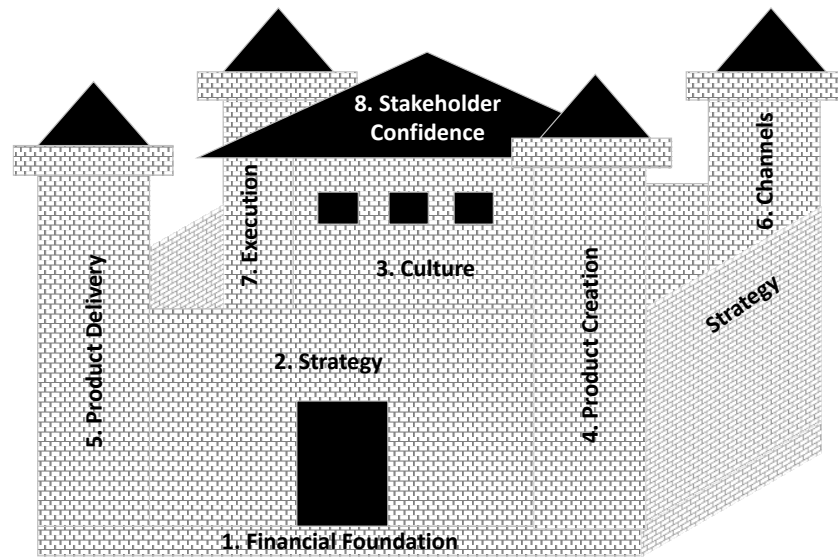 8. Stakeholder
Confidence
7. Execution
6. Channels
3. Culture
5. Product Delivery
4. Product Creation
Strategy
2. Strategy
1. Financial Foundation